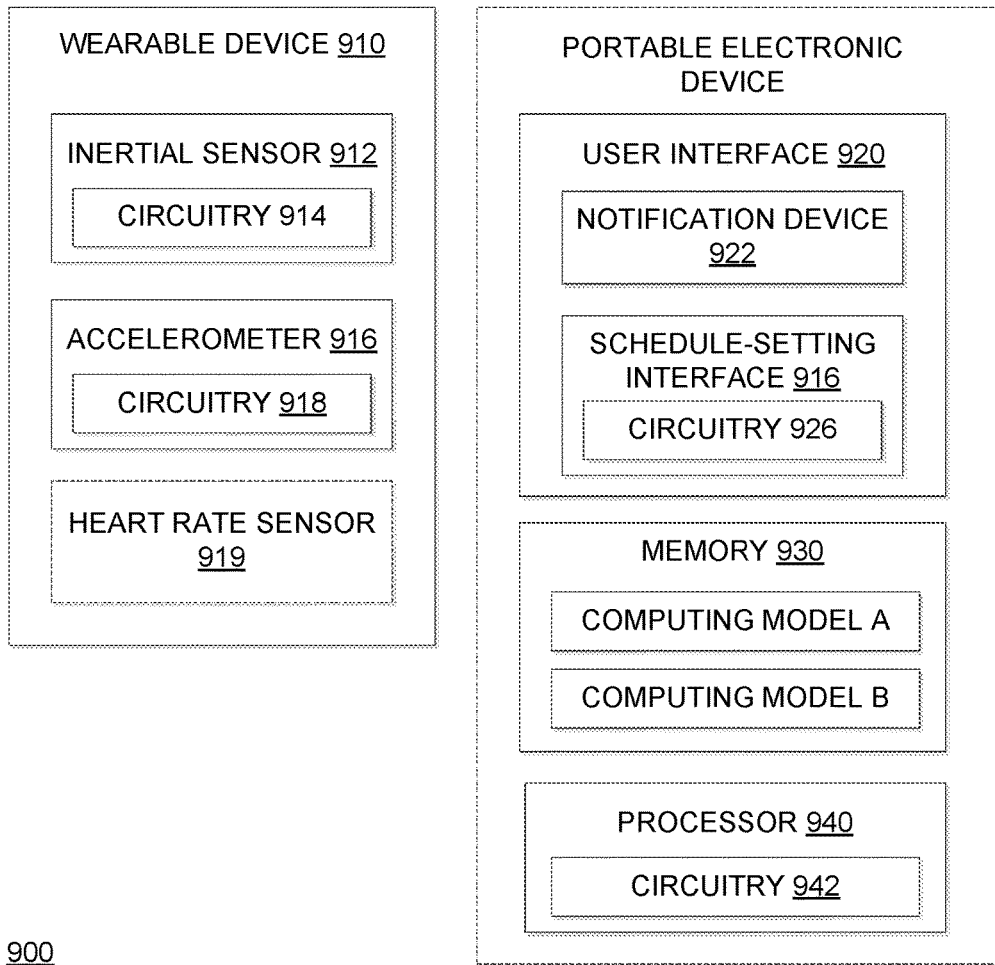 WEARABLE DEVICE 910
INERTIAL SENSOR 912
CIRCUITRY 914
ACCELEROMETER 916
CIRCUITRY 918
HEART RATE SENSOR
919
PORTABLE ELECTRONIC
DEVICE
USER INTERFACE 920
NOTIFICATION DEVICE
922
SCHEDULE-SETTING
INTERFACE 916
CIRCUITRY 926
MEMORY 930
COMPUTING MODEL A
COMPUTING MODEL B
PROCESSOR 940
CIRCUITRY 942
900